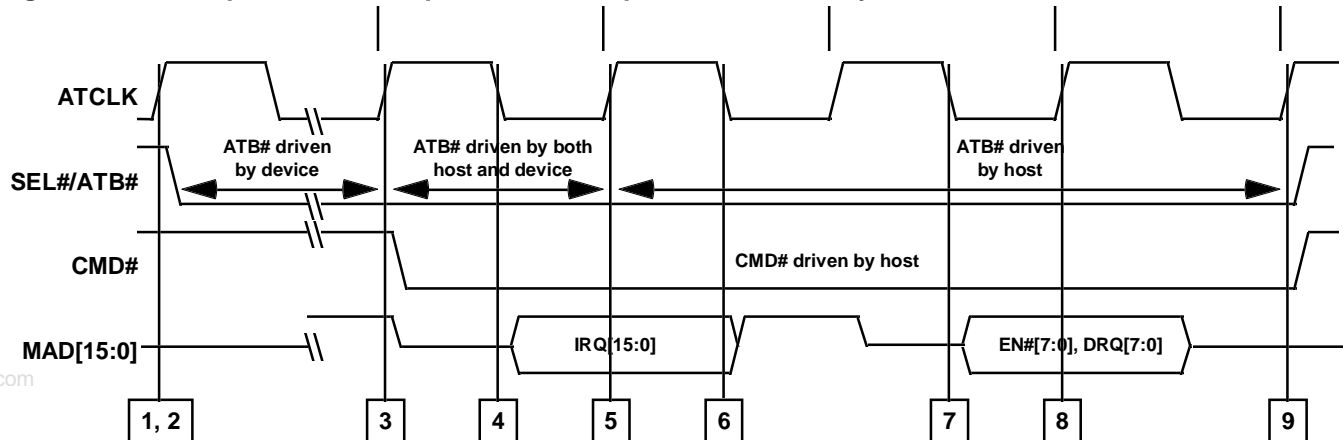 ATCLK
ATB# driven
by device
ATB# driven by both
host and device
ATB# driven
by host
SEL#/ATB#
CMD#
CMD# driven by host
MAD[15:0]
IRQ[15:0]
EN#[7:0], DRQ[7:0]
com
1, 2
3
4
5
6
7
8
9